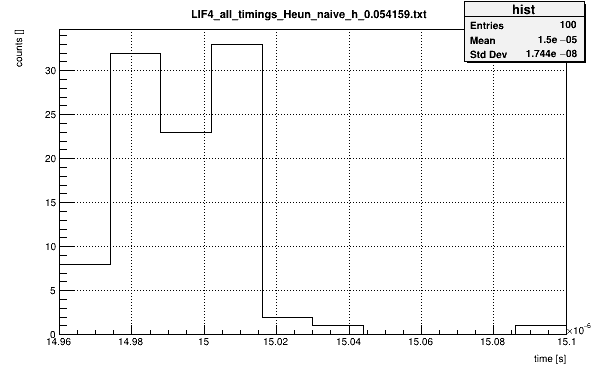 LIF4_all_timings_Heun_naive_h_0.054159.txt
hist
Entries 100
Mean 1.5e −05
Std Dev 1.744e −08
counts []
30
25
20
15
10
5
0
14.96 14.98 15 15.02 15.04 15.06 15.08 15.1
×10⁻⁶
time [s]